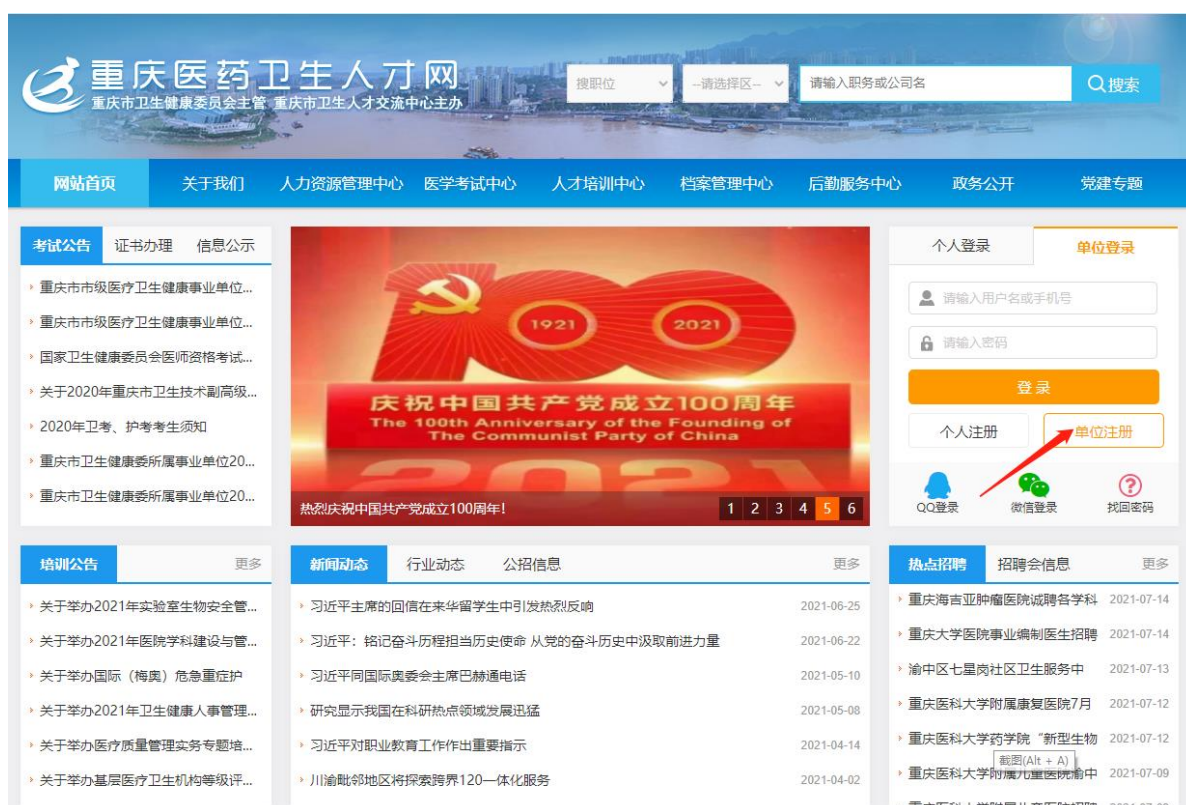 重庆医药卫生人才网
重庆市卫生健康委员会主管 重庆市卫生人才交流中心主办
搜职位 --请选择区-- 请输入职务或公司名 搜索
网站首页 关于我们 人力资源管理中心 医学考试中心 人才培训中心 档案管理中心 后勤服务中心 政务公开 党建专题
考试公告 证书办理 信息公示
重庆市市级医疗卫生健康事业单位...
重庆市市级医疗卫生健康事业单位...
国家卫生健康委员会医师资格考试...
关于2020年重庆市卫生技术副高级...
2020年卫考、护考考生须知
重庆市卫生健康委所属事业单位20...
重庆市卫生健康委所属事业单位20...
100
1921 2021
庆祝中国共产党成立100周年
The 100th Anniversary of the Founding of
The Communist Party of China
2021
热烈庆祝中国共产党成立100周年! 1 2 3 4 5 6
个人登录 单位登录
请输入用户名或手机号
请输入密码
登录
个人注册 单位注册
QQ登录 微信登录 找回密码
培训公告 更多
关于举办2021年实验室生物安全管...
关于举办2021年医院学科建设与管...
关于举办国际（梅奥）危急重症护
关于举办2021年卫生健康人事管理...
关于举办医疗质量管理实务专题培...
关于举办基层医疗卫生机构等级评...
新闻动态 行业动态 公招信息 更多
习近平主席的回信在来华留学生中引发热烈反响 2021-06-25
习近平：铭记奋斗历程担当历史使命 从党的奋斗历史中汲取前进力量 2021-06-22
习近平同国际奥委会主席巴赫通电话 2021-05-10
研究显示我国在科研热点领域发展迅猛 2021-05-08
习近平对职业教育工作作出重要指示 2021-04-14
川渝毗邻地区将探索跨界120一体化服务 2021-04-02
热点招聘 招聘会信息 更多
重庆海吉亚肿瘤医院诚聘各学科 2021-07-14
重庆大学医院事业编制医生招聘 2021-07-14
渝中区七星岗社区卫生服务中 2021-07-13
重庆医科大学附属康复医院7月 2021-07-12
重庆医科大学药学院“新型生物 2021-07-12
截图(Alt + A)
重庆医科大学附属儿童医院渝中 2021-07-09